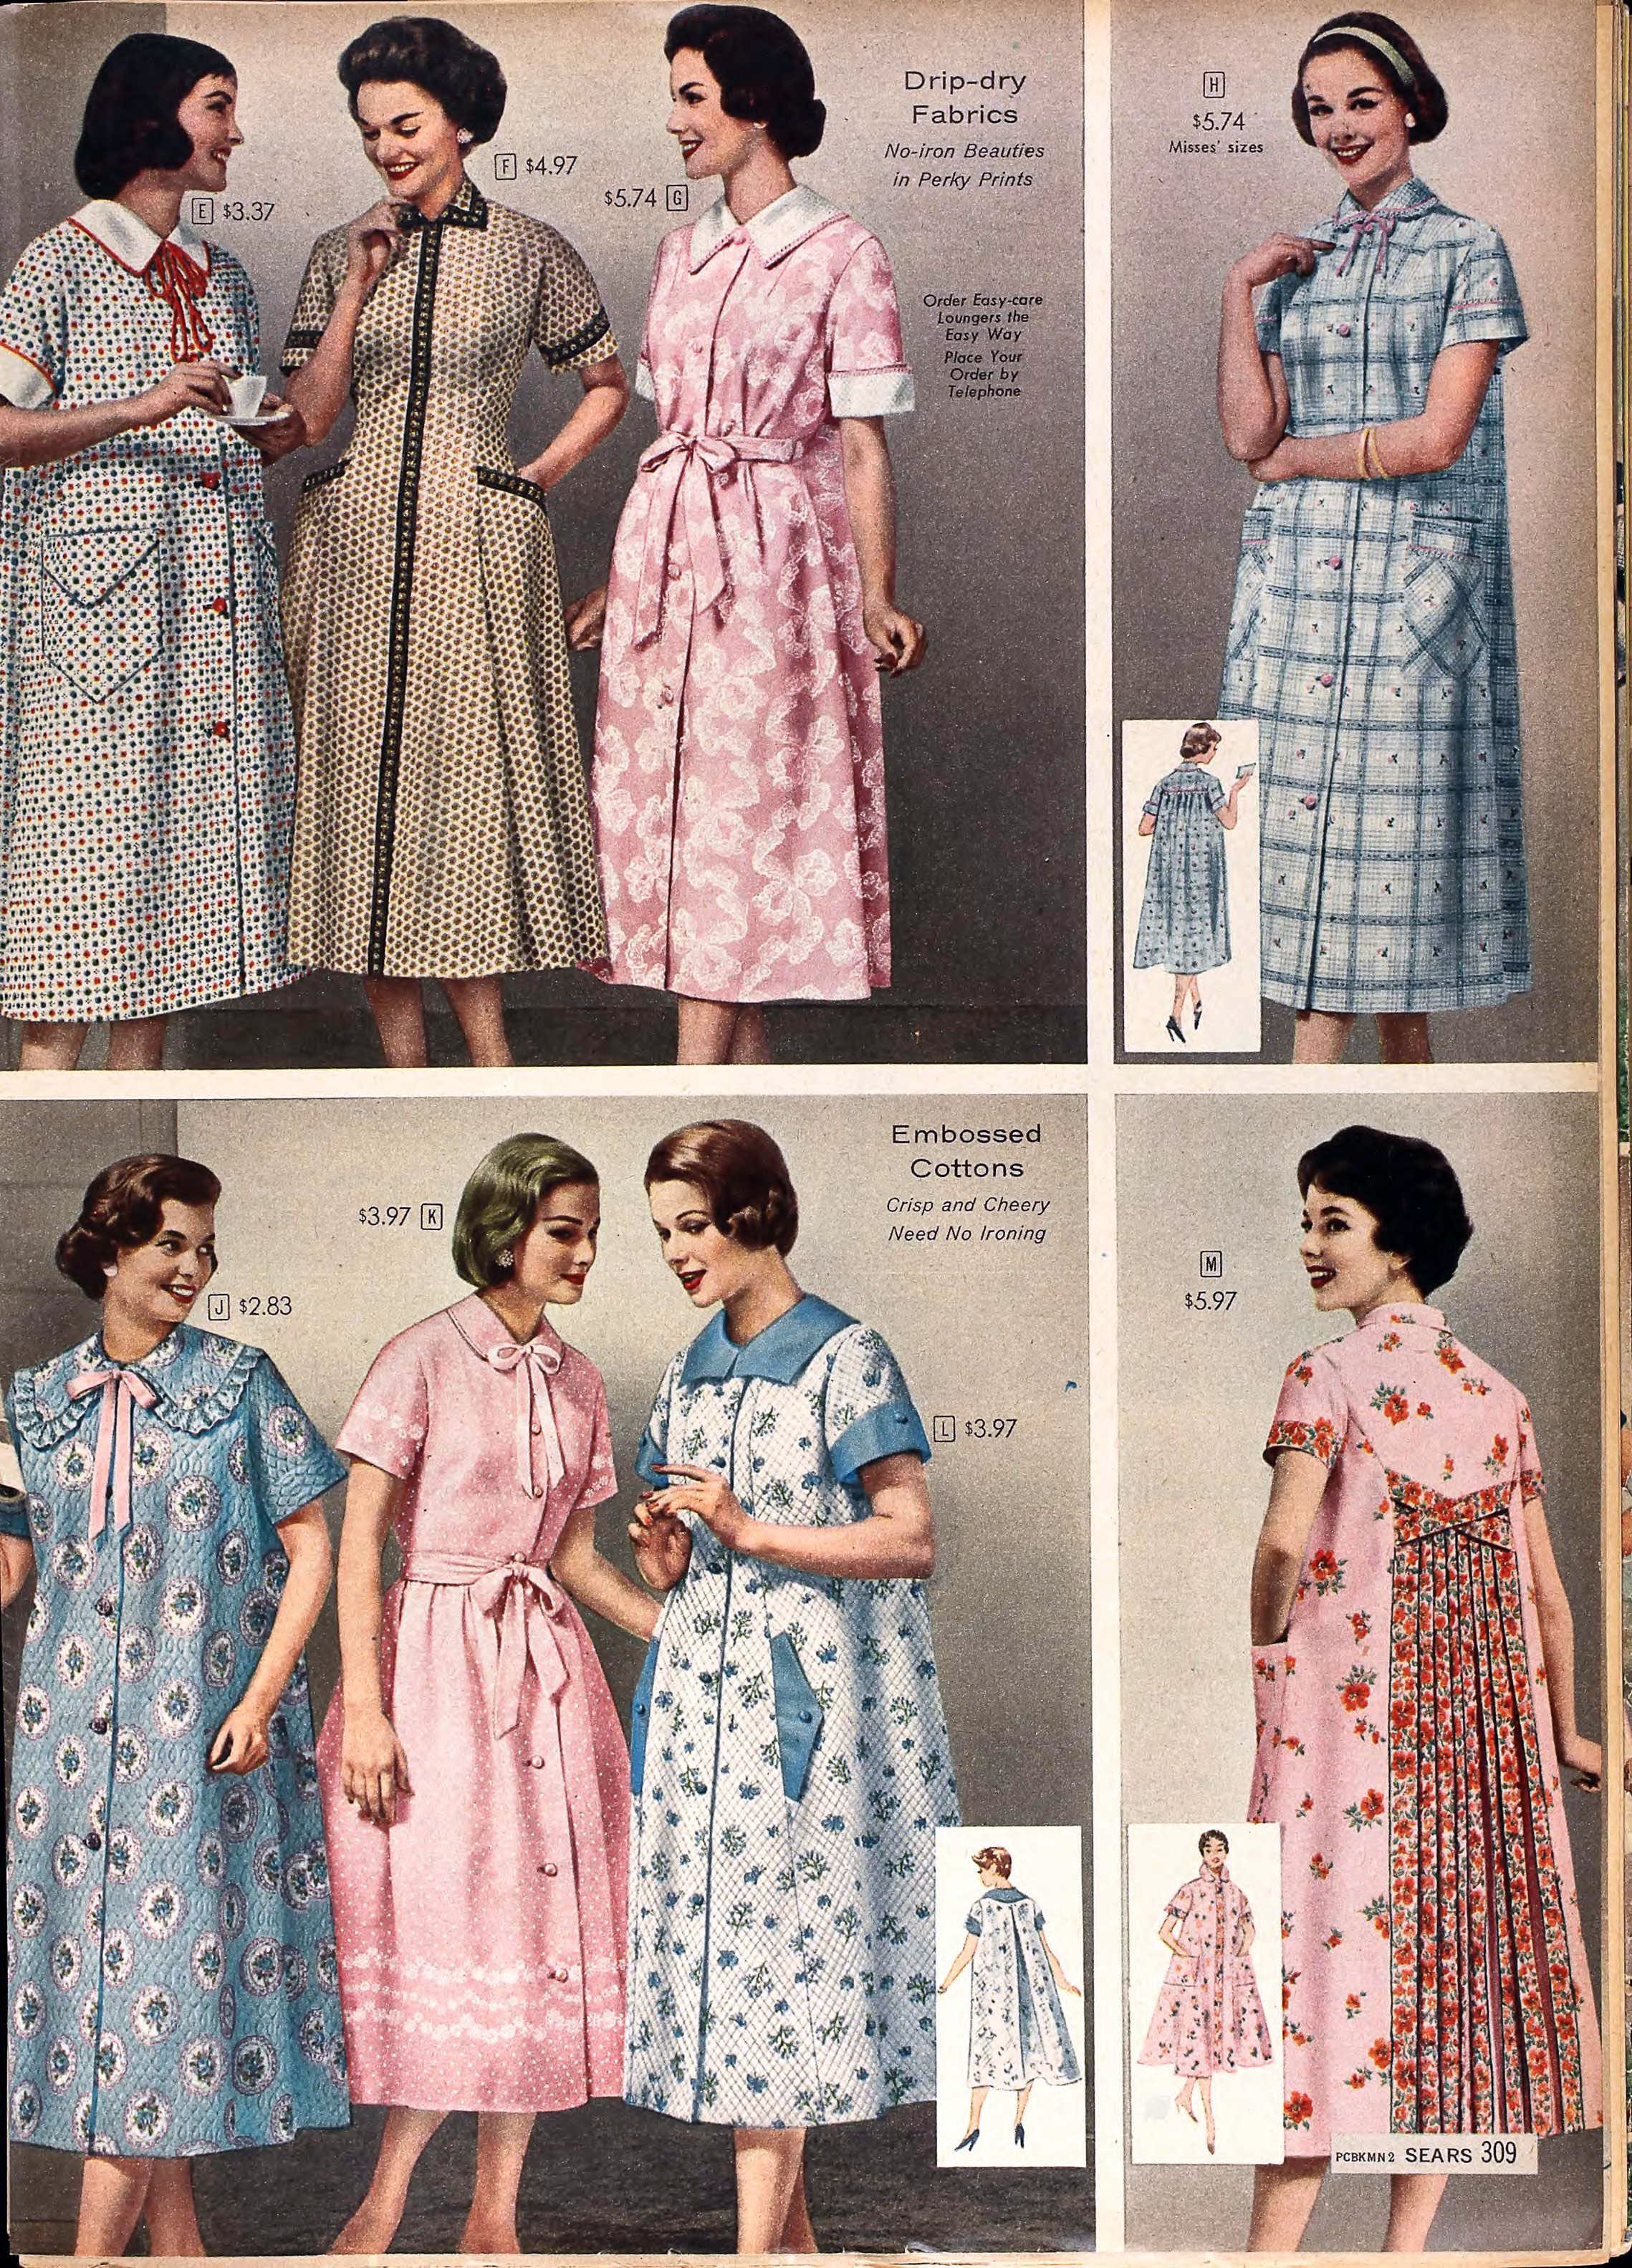 Drip-dry
Fabrics
No-iron Beauties
in Perky Prints
E $3.37
F $4.97
$5.74 G
Order Easy-care
Loungers the
Easy Way
Place Your
Order by
Telephone
H
$5.74
Misses' sizes
Embossed
Cottons
Crisp and Cheery
Need No Ironing
J $2.83
$3.97 K
L $3.97
M
$5.97
PCBKMN2 SEARS 309